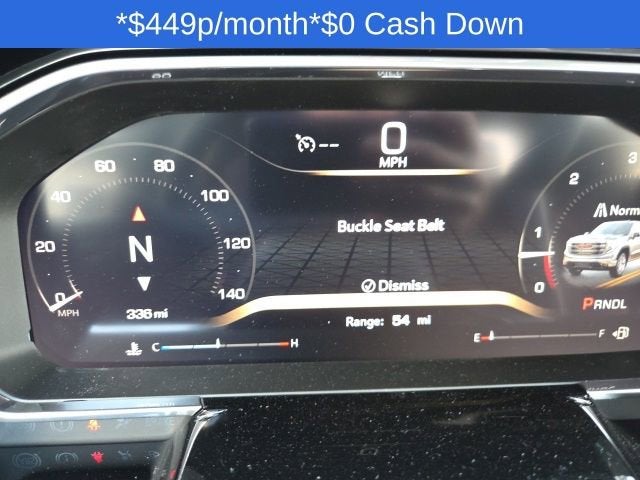 *$449p/month*$0 Cash Down
0
MPH
Buckle Seat Belt
Dismiss
Range: 54 mi
0 20 40 60 80 100 120 140
MPH
N
336 mi
C H
0 1 2 3
Norm
PRNDL
E F